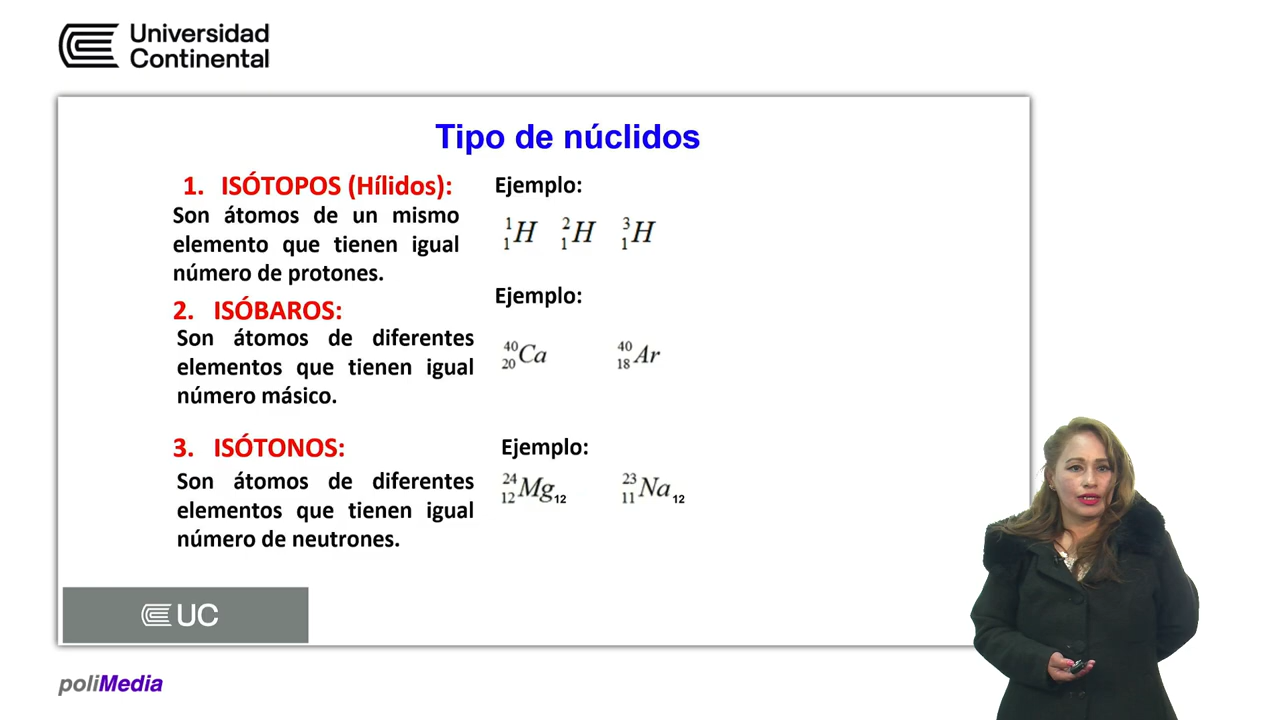 Universidad
Continental
Tipo de núclidos
1. ISÓTOPOS (Hílidos):
Son átomos de un mismo
elemento que tienen igual
número de protones.
Ejemplo:
¹₁H ²₁H ³₁H
2. ISÓBAROS:
Son átomos de diferentes
elementos que tienen igual
número másico.
Ejemplo:
⁴⁰₂₀Ca ⁴⁰₁₈Ar
3. ISÓTONOS:
Son átomos de diferentes
elementos que tienen igual
número de neutrones.
Ejemplo:
²⁴₁₂Mg₁₂ ²³₁₁Na₁₂
UC
poliMedia